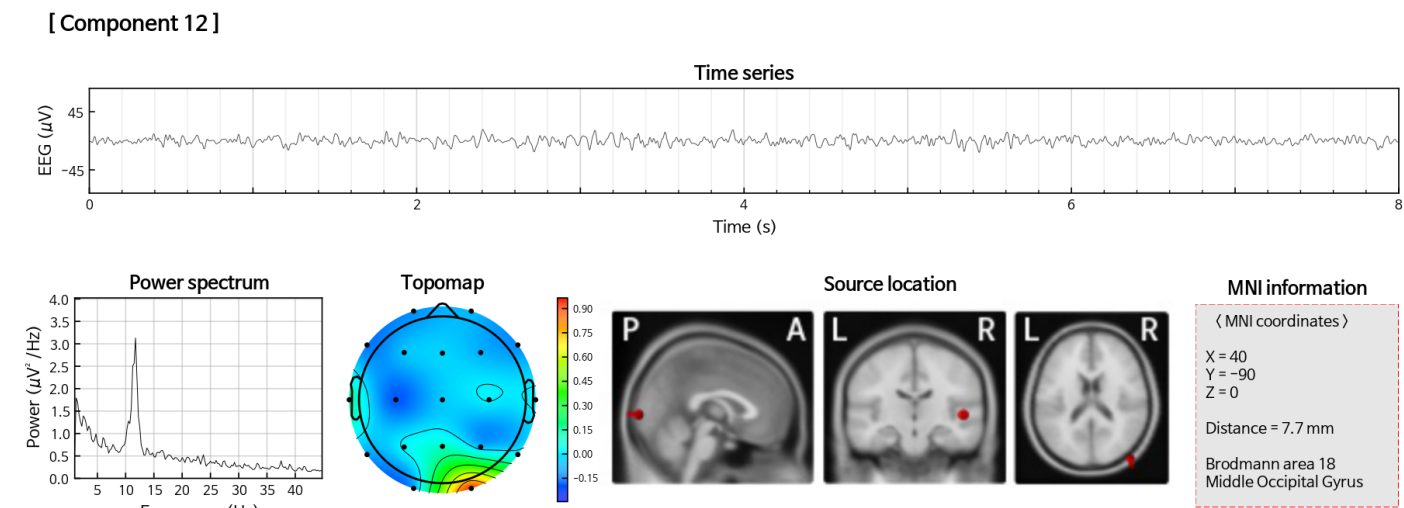 [ Component 12 ]
Time series
EEG (µV)
45
−45
0 2 4 6 8
Time (s)
Power spectrum
Power (µV²/Hz)
4.0
3.5
3.0
2.5
2.0
1.5
1.0
0.5
0.0
5 10 15 20 25 30 35 40
Topomap
0.90
0.75
0.60
0.45
0.30
0.15
0.00
−0.15
Source location
P A
L R
L R
MNI information
〈 MNI coordinates 〉
X = 40
Y = −90
Z = 0
Distance = 7.7 mm
Brodmann area 18
Middle Occipital Gyrus